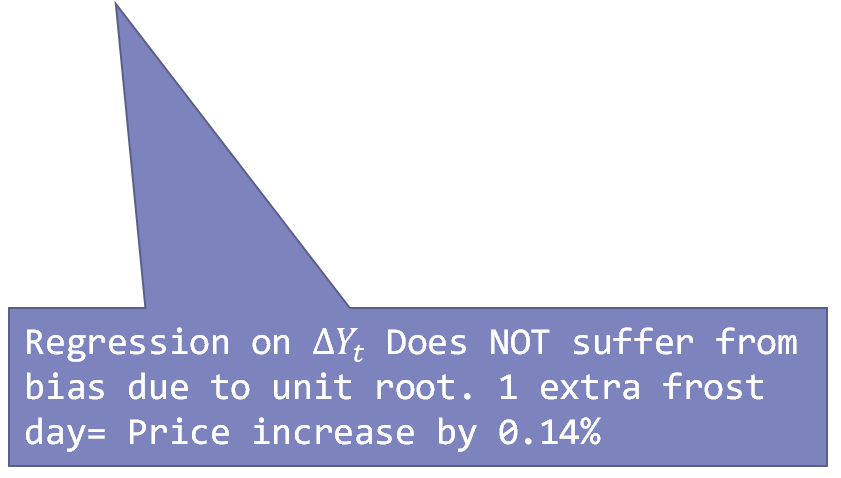 Regression on Δ𝑌ₜ Does NOT suffer from
bias due to unit root. 1 extra frost
day= Price increase by 0.14%